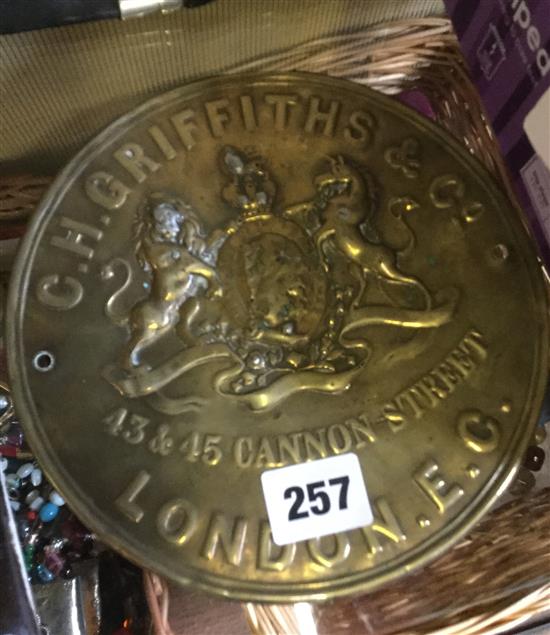 C.H. GRIFFITHS & Co.
43 & 45 CANNON-STREET
LONDON. E.C.
257